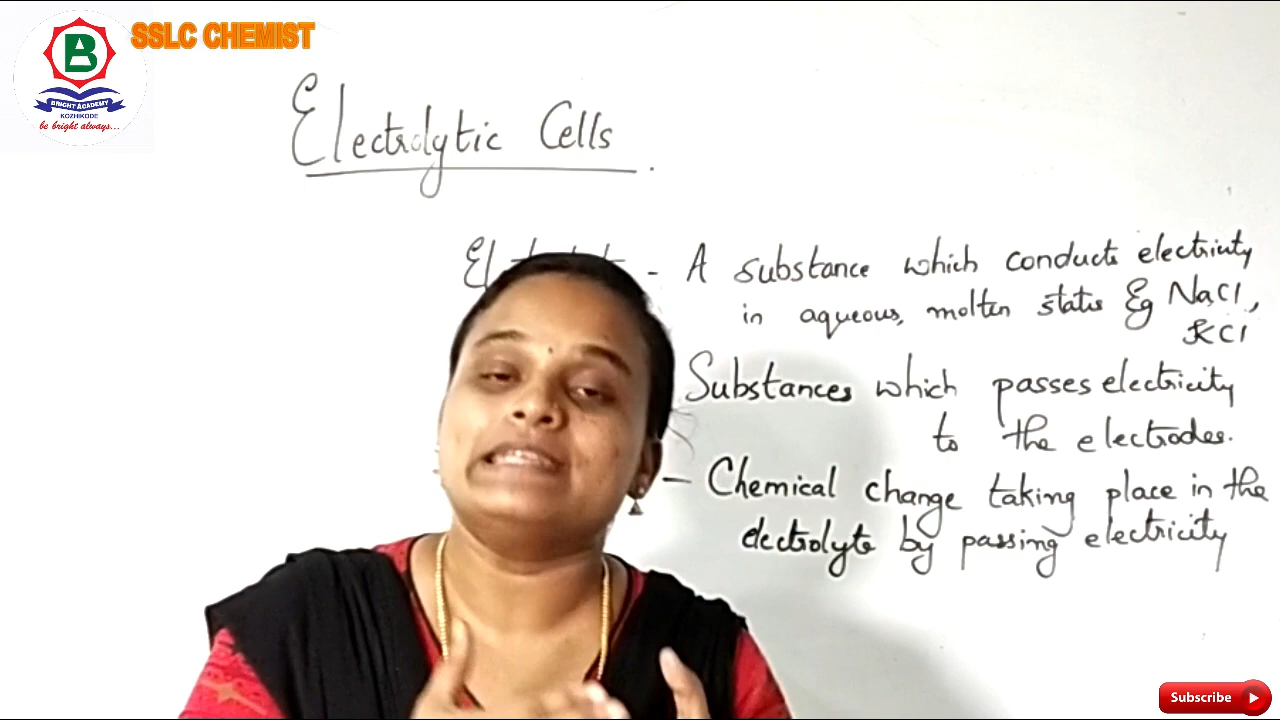 B
BRIGHT ACADEMY
KOZHIKODE
be bright always...
SSLC CHEMIST
Electrolytic Cells
- A substance which conducts electricity
in aqueous, molten states Eg NaCl,
KCl
Substances which passes electricity
to the electrodes.
- Chemical change taking place in the
electrolyte by passing electricity
Subscribe